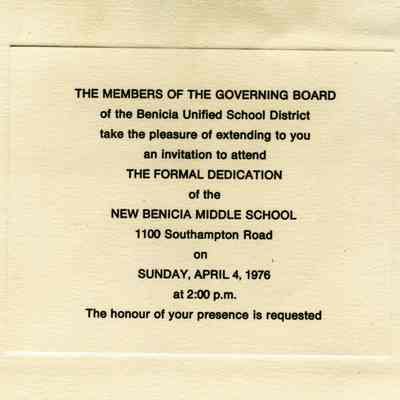 THE MEMBERS OF THE GOVERNING BOARD
of the Benicia Unified School District
take the pleasure of extending to you
an invitation to attend
THE FORMAL DEDICATION
of the
NEW BENICIA MIDDLE SCHOOL
1100 Southampton Road
on
SUNDAY, APRIL 4, 1976
at 2:00 p.m.
The honour of your presence is requested